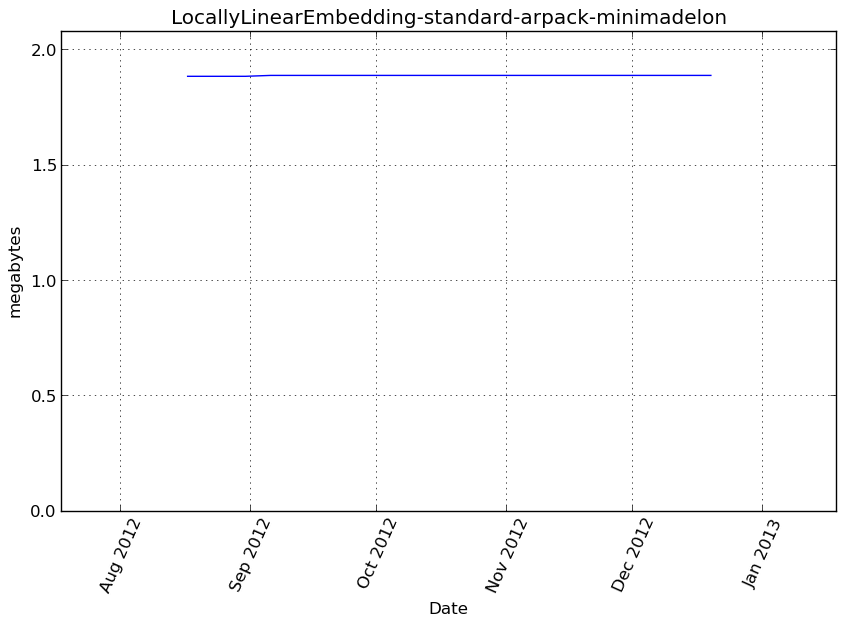 LocallyLinearEmbedding-standard-arpack-minimadelon
2.0
1.5
1.0
0.5
0.0
megabytes
Aug 2012
Sep 2012
Oct 2012
Nov 2012
Dec 2012
Jan 2013
Date